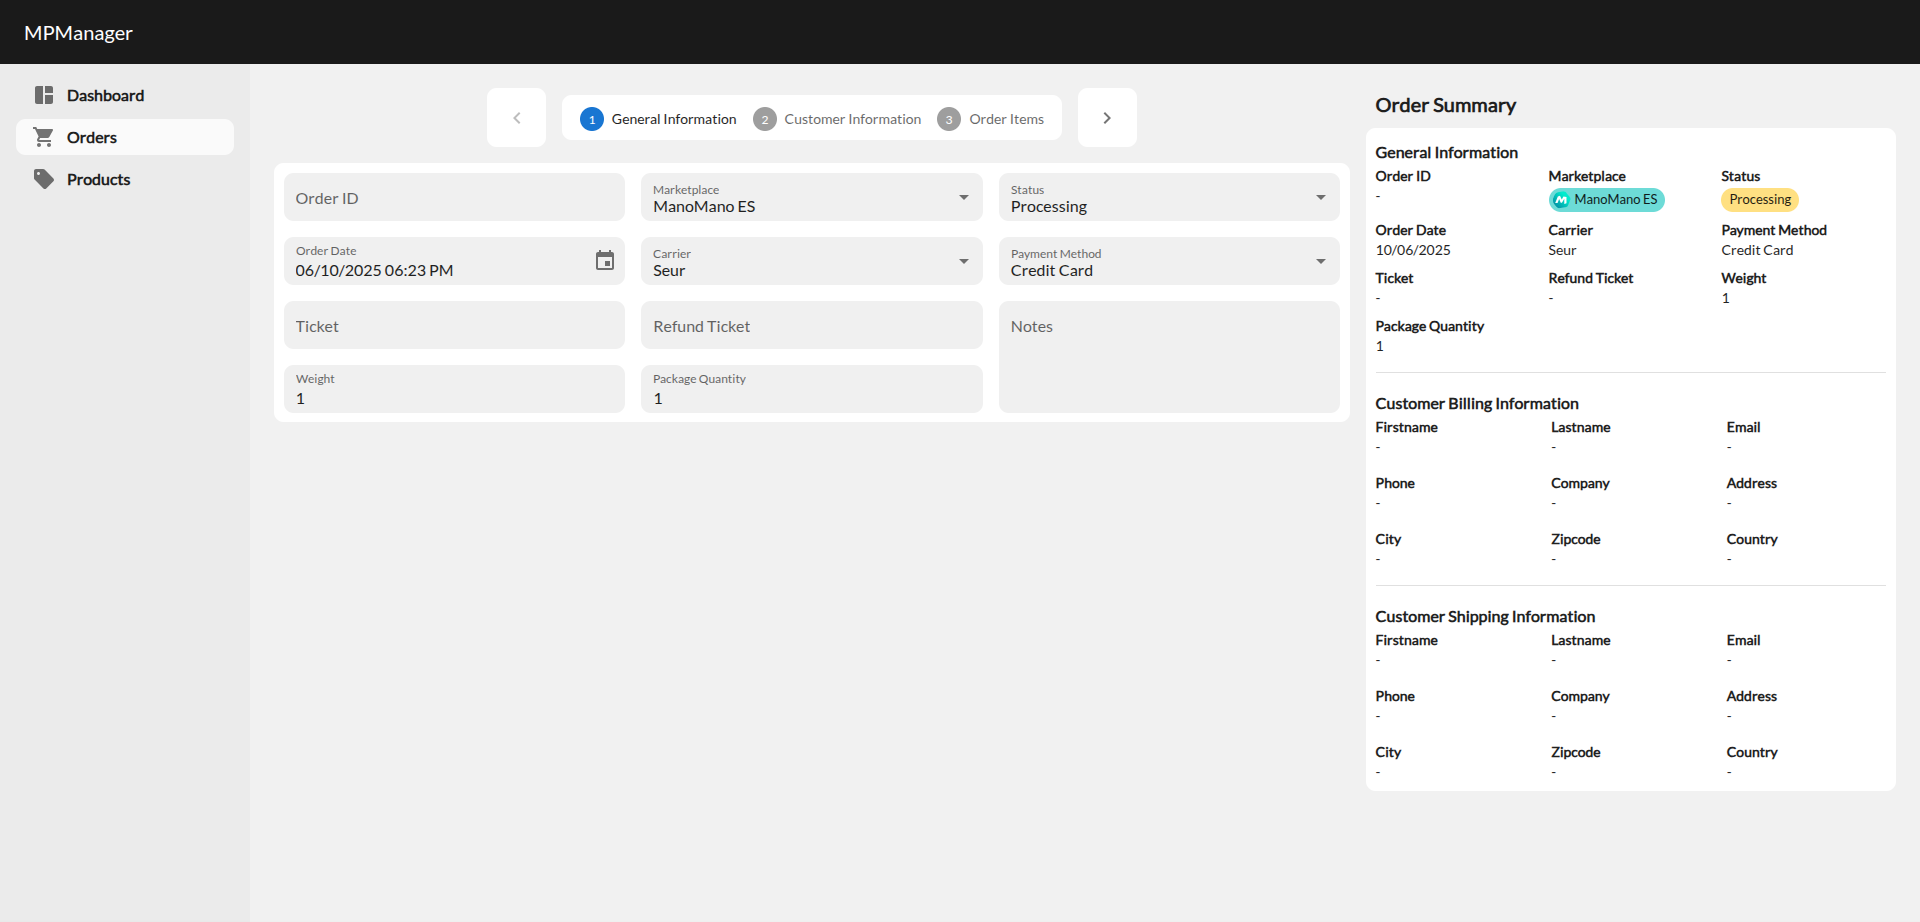 MPManager
Dashboard
Orders
Products
1 General Information 2 Customer Information 3 Order Items
Order ID
Marketplace
ManoMano ES
Status
Processing
Order Date
06/10/2025 06:23 PM
Carrier
Seur
Payment Method
Credit Card
Ticket
Refund Ticket
Notes
Weight
1
Package Quantity
1
Order Summary
General Information
Order ID Marketplace Status
- ManoMano ES Processing
Order Date Carrier Payment Method
10/06/2025 Seur Credit Card
Ticket Refund Ticket Weight
- - 1
Package Quantity
1
Customer Billing Information
Firstname Lastname Email
- - -
Phone Company Address
- - -
City Zipcode Country
- - -
Customer Shipping Information
Firstname Lastname Email
- - -
Phone Company Address
- - -
City Zipcode Country
- - -